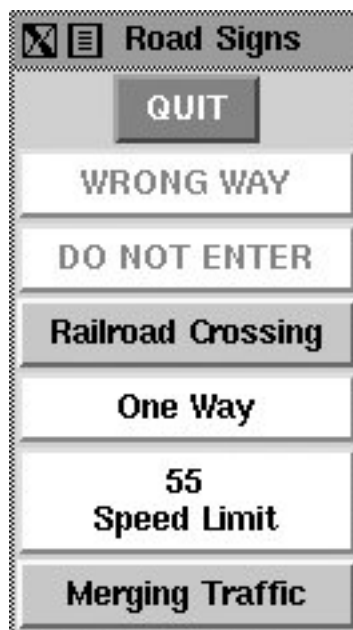 Road Signs
QUIT
WRONG WAY
DO NOT ENTER
Railroad Crossing
One Way
55
Speed Limit
Merging Traffic